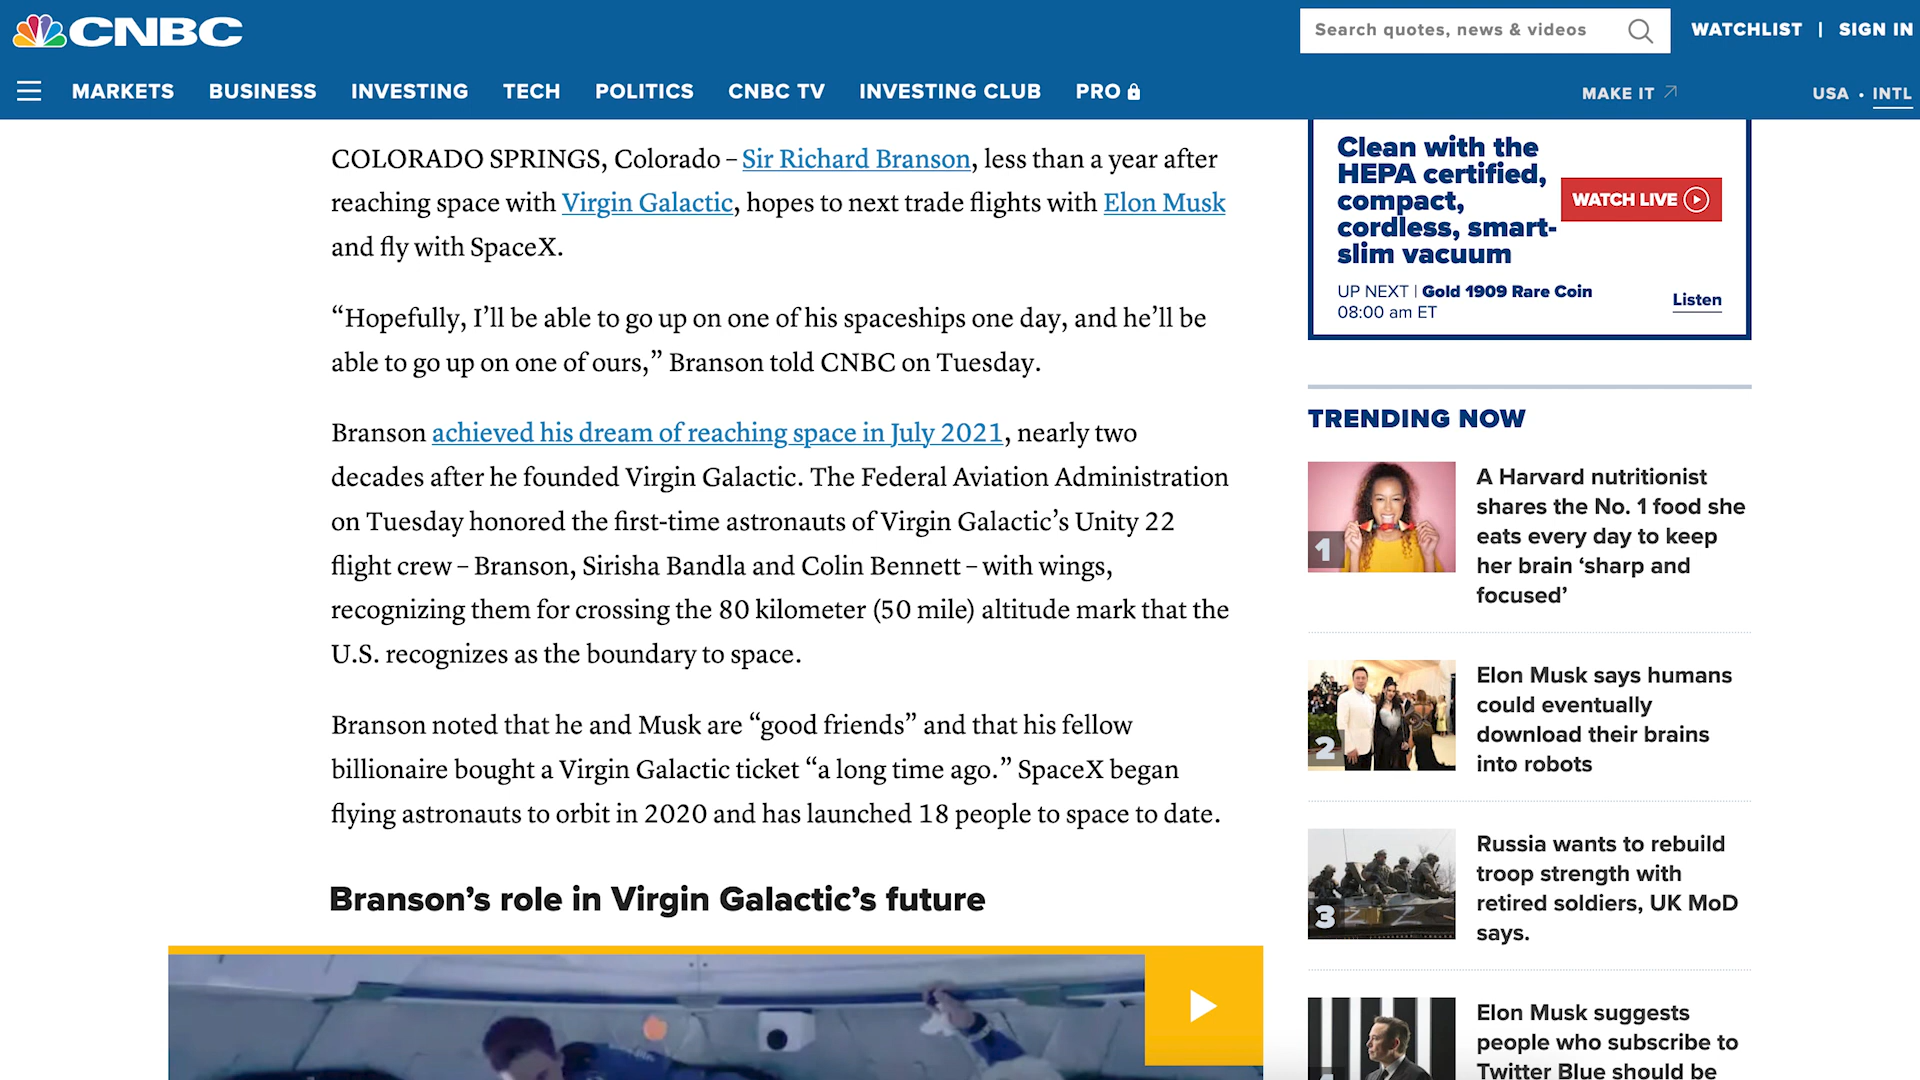 CNBC
Search quotes, news & videos
WATCHLIST | SIGN IN
MARKETS BUSINESS INVESTING TECH POLITICS CNBC TV INVESTING CLUB PRO
MAKE IT
USA • INTL
COLORADO SPRINGS, Colorado – Sir Richard Branson, less than a year after
reaching space with Virgin Galactic, hopes to next trade flights with Elon Musk
and fly with SpaceX.
“Hopefully, I’ll be able to go up on one of his spaceships one day, and he’ll be
able to go up on one of ours,” Branson told CNBC on Tuesday.
Branson achieved his dream of reaching space in July 2021, nearly two
decades after he founded Virgin Galactic. The Federal Aviation Administration
on Tuesday honored the first-time astronauts of Virgin Galactic’s Unity 22
flight crew – Branson, Sirisha Bandla and Colin Bennett – with wings,
recognizing them for crossing the 80 kilometer (50 mile) altitude mark that the
U.S. recognizes as the boundary to space.
Branson noted that he and Musk are “good friends” and that his fellow
billionaire bought a Virgin Galactic ticket “a long time ago.” SpaceX began
flying astronauts to orbit in 2020 and has launched 18 people to space to date.
Branson’s role in Virgin Galactic’s future
Clean with the
HEPA certified,
compact,
cordless, smart-
slim vacuum
WATCH LIVE
UP NEXT | Gold 1909 Rare Coin
08:00 am ET
Listen
TRENDING NOW
1
A Harvard nutritionist
shares the No. 1 food she
eats every day to keep
her brain ‘sharp and
focused’
2
Elon Musk says humans
could eventually
download their brains
into robots
3
Russia wants to rebuild
troop strength with
retired soldiers, UK MoD
says.
Elon Musk suggests
people who subscribe to
Twitter Blue should be